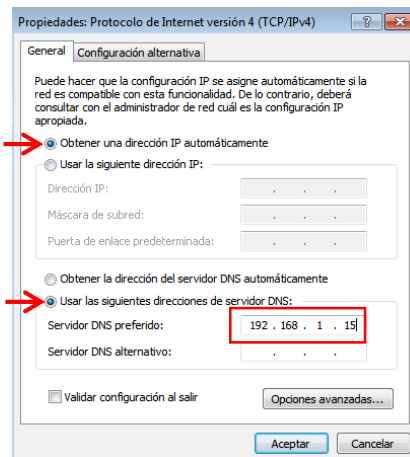 Propiedades: Protocolo de Internet versión 4 (TCP/IPv4)
General Configuración alternativa
Puede hacer que la configuración IP se asigne automáticamente si la
red es compatible con esta funcionalidad. De lo contrario, deberá
consultar con el administrador de red cuál es la configuración IP
apropiada.
Obtener una dirección IP automáticamente
Usar la siguiente dirección IP:
Dirección IP:
Máscara de subred:
Puerta de enlace predeterminada:
Obtener la dirección del servidor DNS automáticamente
Usar las siguientes direcciones de servidor DNS:
Servidor DNS preferido: 192 . 168 . 1 . 15
Servidor DNS alternativo:
Validar configuración al salir Opciones avanzadas...
Aceptar Cancelar